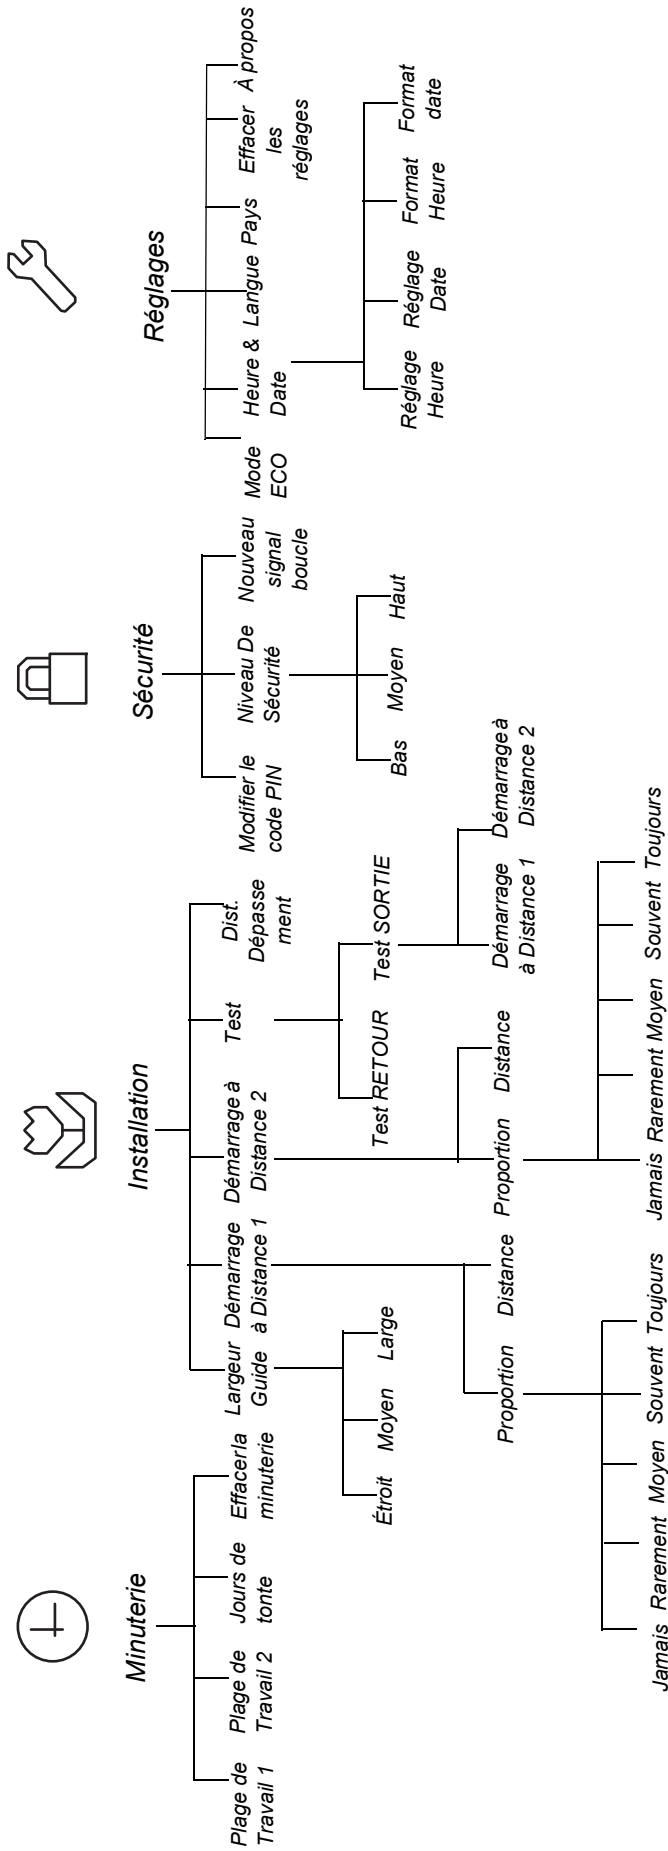 Minuterie
Plage de
Travail 1
Plage de
Travail 2
Jours de
tonte
Effacer la
minuterie
Installation
Largeur
Guide
Étroit
Moyen
Large
Démarrage
à Distance 1
Proportion
Jamais
Rarement
Moyen
Souvent
Toujours
Distance
Démarrage à
Distance 2
Proportion
Jamais
Rarement
Moyen
Souvent
Toujours
Distance
Test
Test RETOUR
Test SORTIE
Démarrage
à Distance 1
Démarrage à
Distance 2
Dist.
Dépasse
ment
Sécurité
Modifier le
code PIN
Niveau De
Sécurité
Bas
Moyen
Haut
Nouveau
signal
boucle
Réglages
Mode
ECO
Heure &
Date
Réglage
Heure
Réglage
Date
Format
Heure
Format
date
Langue
Pays
Effacer
les
réglages
À propos